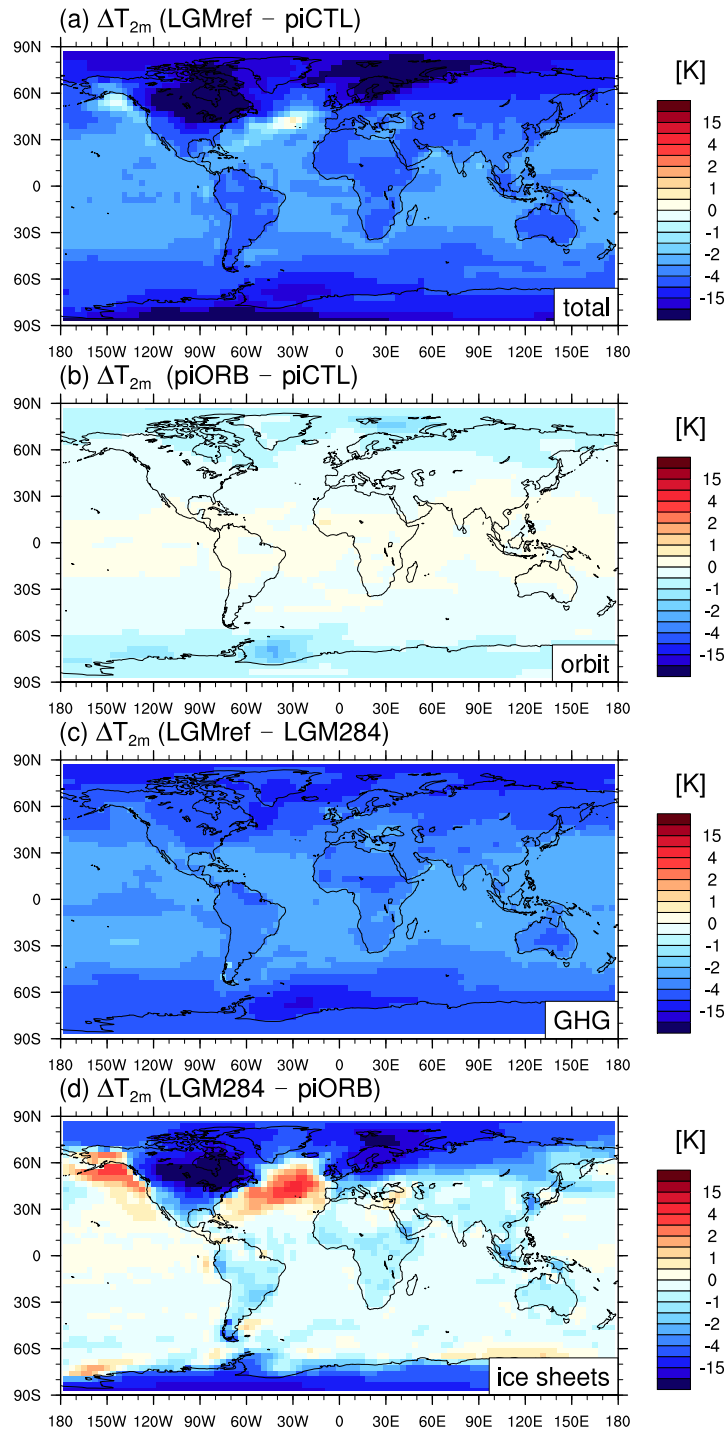 (a) ΔT2m (LGMref − piCTL)
[K]
90N
60N
30N
0
30S
60S
90S
180 150W 120W 90W 60W 30W 0 30E 60E 90E 120E 150E 180
total
15
4
2
1
0
-1
-2
-4
-15
(b) ΔT2m (piORB − piCTL)
[K]
90N
60N
30N
0
30S
60S
90S
180 150W 120W 90W 60W 30W 0 30E 60E 90E 120E 150E 180
orbit
15
4
2
1
0
-1
-2
-4
-15
(c) ΔT2m (LGMref − LGM284)
[K]
90N
60N
30N
0
30S
60S
90S
180 150W 120W 90W 60W 30W 0 30E 60E 90E 120E 150E 180
GHG
15
4
2
1
0
-1
-2
-4
-15
(d) ΔT2m (LGM284 − piORB)
[K]
90N
60N
30N
0
30S
60S
90S
180 150W 120W 90W 60W 30W 0 30E 60E 90E 120E 150E 180
ice sheets
15
4
2
1
0
-1
-2
-4
-15